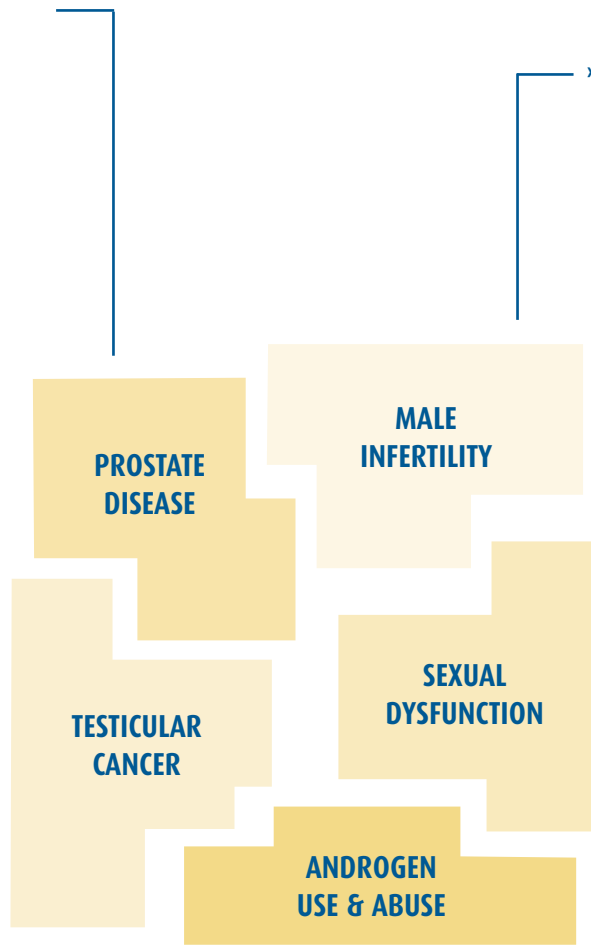 MALE
INFERTILITY
PROSTATE
DISEASE
SEXUAL
DYSFUNCTION
TESTICULAR
CANCER
ANDROGEN
USE & ABUSE